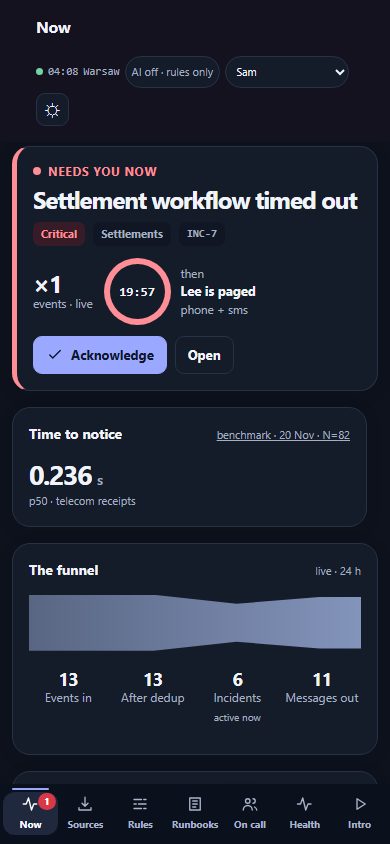 Now
04:08 Warsaw
AI off · rules only
Sam
NEEDS YOU NOW
Settlement workflow timed out
Critical
Settlements
INC-7
×1
events · live
19:57
then
Lee is paged
phone + sms
Acknowledge
Open
Time to notice
benchmark · 20 Nov · N=82
0.236 s
p50 · telecom receipts
The funnel
live · 24 h
13 13 6 11
Events in After dedup Incidents Messages out
active now
1
Now Sources Rules Runbooks On call Health Intro